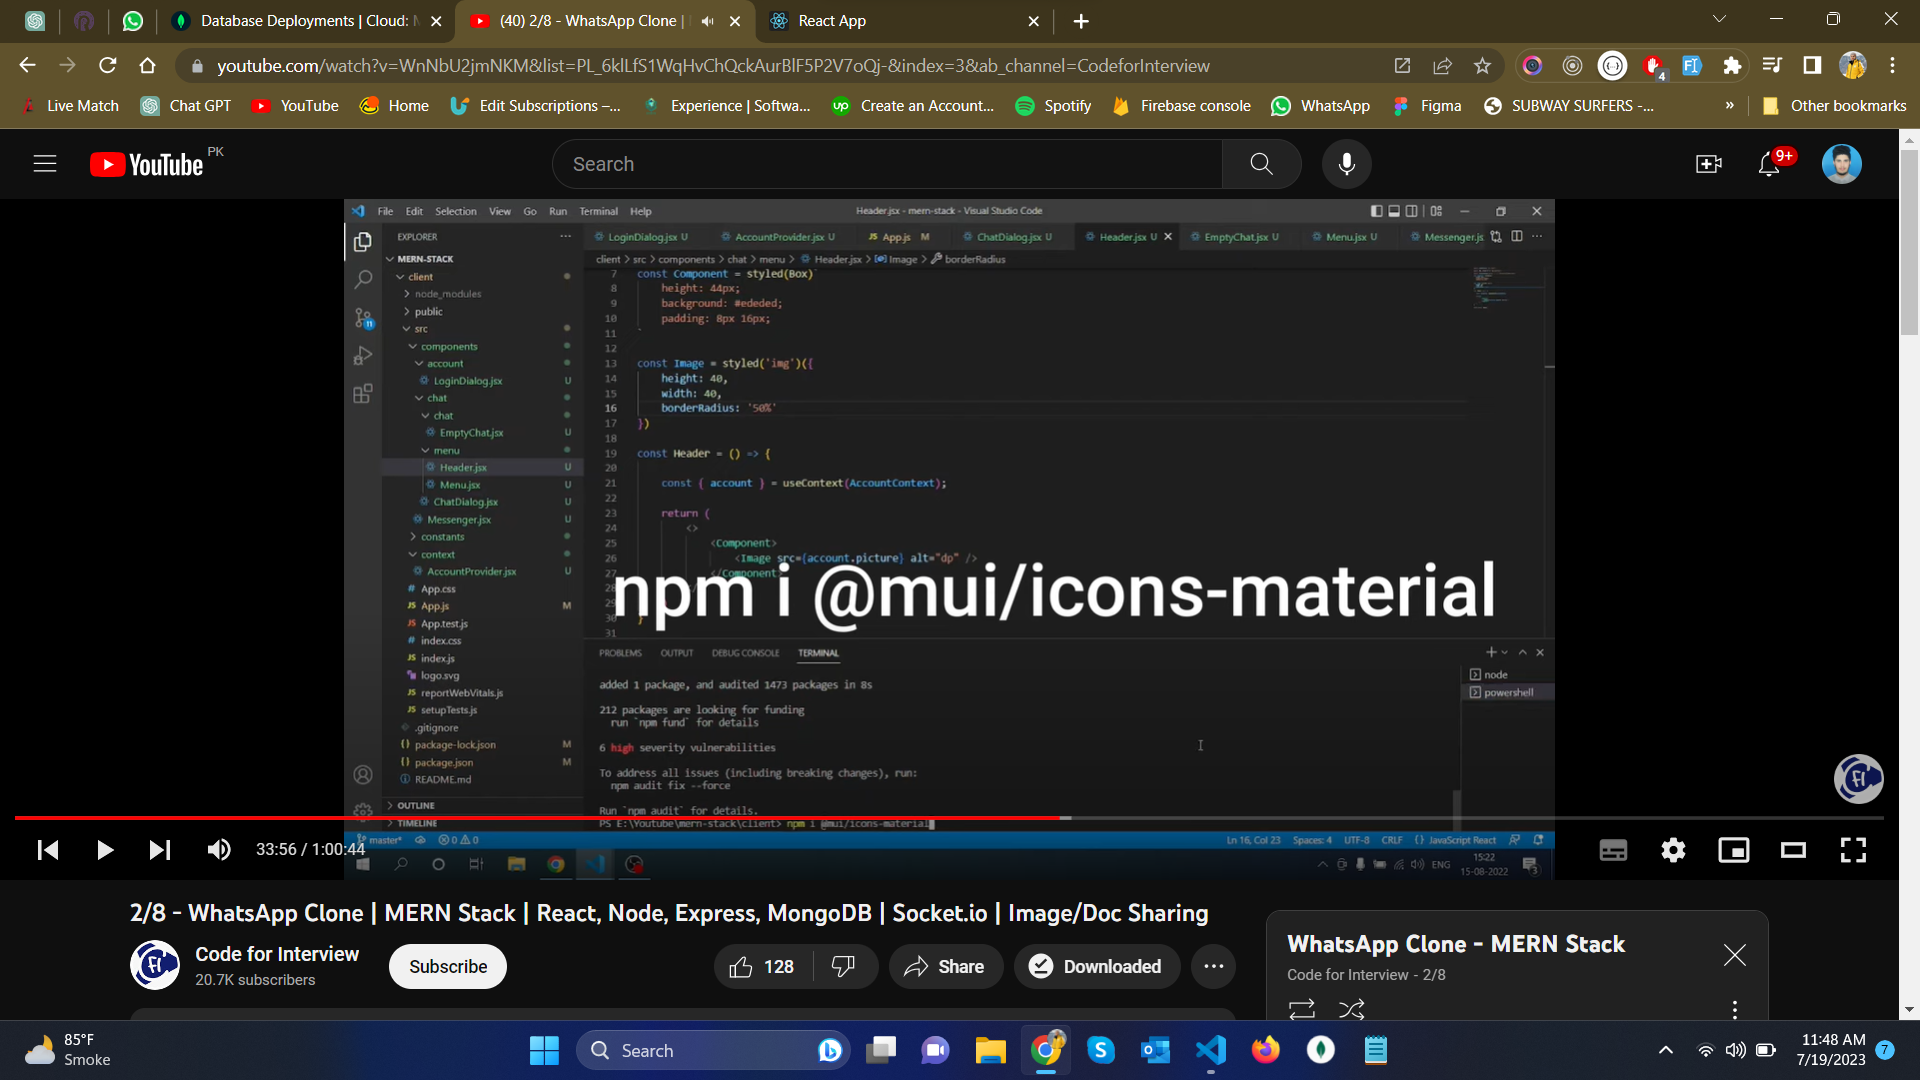 Database Deployments | Cloud: M
(40) 2/8 - WhatsApp Clone |
React App
youtube.com/watch?v=WnNbU2jmNKM&list=PL_6klLfS1WqHvChQckAurBlF5P2V7oQj-&index=3&ab_channel=CodeforInterview
4
Live Match
Chat GPT
YouTube
Home
Edit Subscriptions –...
Experience | Softwa...
Create an Account...
Spotify
Firebase console
WhatsApp
Figma
SUBWAY SURFERS -...
»
Other bookmarks
YouTube PK
Search
9+
File Edit Selection View Go Run Terminal Help
Header.jsx - mern-stack - Visual Studio Code
EXPLORER
LoginDialog.jsx U
AccountProvider.jsx U
App.js M
ChatDialog.jsx U
Header.jsx U
EmptyChat.jsx U
Menu.jsx U
Messenger.js
client > src > components > chat > menu > Header.jsx > Image > borderRadius
MERN-STACK
client
node_modules
public
src
components
account
LoginDialog.jsx U
chat
chat
EmptyChat.jsx U
menu
Header.jsx U
Menu.jsx U
ChatDialog.jsx U
Messenger.jsx U
constants
context
AccountProvider.jsx U
App.css
App.js M
App.test.js
index.css
index.js
logo.svg
reportWebVitals.js
setupTests.js
.gitignore
package-lock.json M
package.json M
README.md
OUTLINE
TIMELINE
11
7 const Component = styled(Box)`
8 height: 44px;
9 background: #ededed;
10 padding: 8px 16px;
11 `
12
13 const Image = styled('img')({
14 height: 40,
15 width: 40,
16 borderRadius: '50%'
17 })
18
19 const Header = () => {
20
21 const { account } = useContext(AccountContext);
22
23 return (
24 <>
25 <Component>
26 <Image src={account.picture} alt="dp" />
27 </Component>
28
29
30 }
31
npm i @mui/icons-material
PROBLEMS OUTPUT DEBUG CONSOLE TERMINAL
node
powershell
added 1 package, and audited 1473 packages in 8s
212 packages are looking for funding
run `npm fund` for details
6 high severity vulnerabilities
To address all issues (including breaking changes), run:
npm audit fix --force
Run `npm audit` for details.
PS E:\Youtube\mern-stack\client> npm i @mui/icons-material
master* 0 0
Ln 16, Col 23 Spaces: 4 UTF-8 CRLF {} JavaScript React
ENG
15:22
15-08-2022
3
33:56 / 1:00:44
2/8 - WhatsApp Clone | MERN Stack | React, Node, Express, MongoDB | Socket.io | Image/Doc Sharing
Code for Interview
20.7K subscribers
Subscribe
128
Share
Downloaded
WhatsApp Clone - MERN Stack
Code for Interview - 2/8
85°F
Smoke
Search
11:48 AM
7/19/2023
7